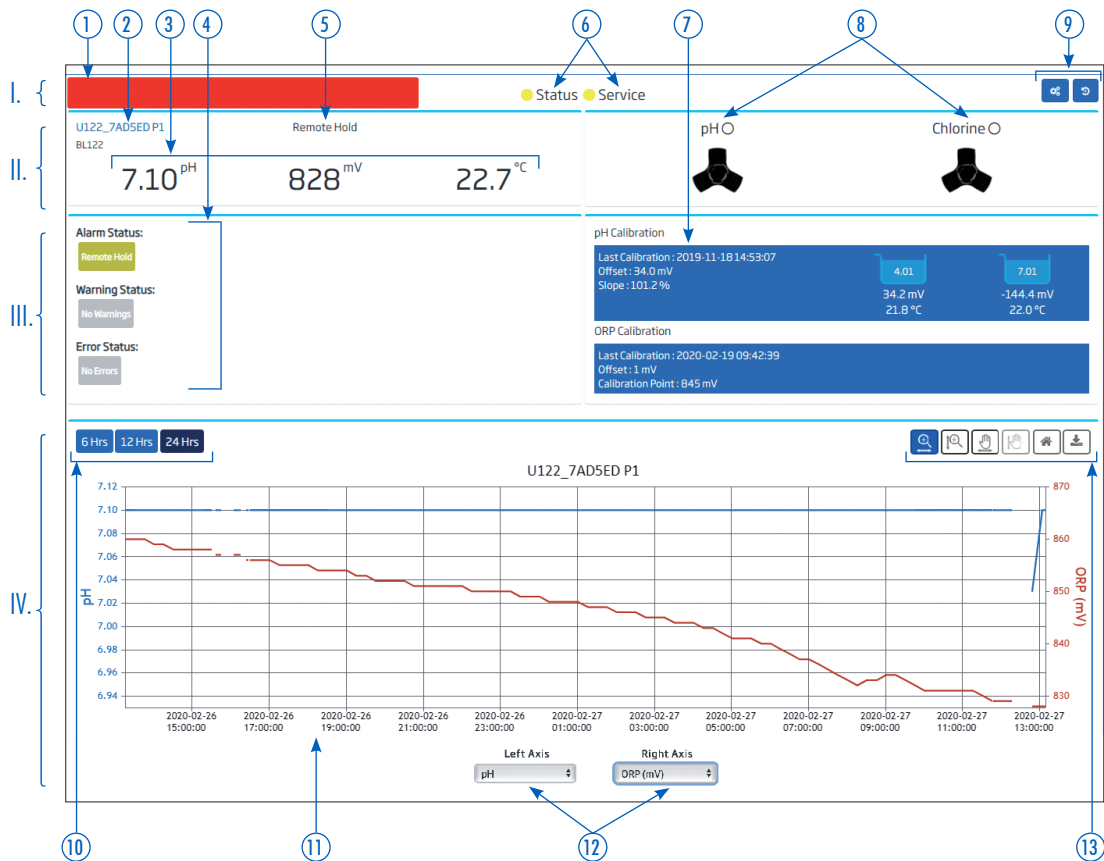 1 2 3 4 5 6 7 8 9
I.
Status Service
II.
U122_7AD5ED P1 Remote Hold
BL122
pH Chlorine
7.10 pH 828 mV 22.7 °C
III.
Alarm Status:
Remote Hold
Warning Status:
No Warnings
Error Status:
No Errors
pH Calibration
Last Calibration : 2019-11-18 14:53:07
Offset : 34.0 mV
Slope : 101.2 %
4.01 7.01
34.2 mV -144.4 mV
21.8 °C 22.0 °C
ORP Calibration
Last Calibration : 2020-02-19 09:42:39
Offset : 1 mV
Calibration Point : 845 mV
IV.
6 Hrs 12 Hrs 24 Hrs
U122_7AD5ED P1
7.12
7.10
7.08
7.06
7.04
7.02
7.00
6.98
6.96
6.94
pH
870
860
850
840
830
ORP (mV)
2020-02-26 2020-02-26 2020-02-26 2020-02-26 2020-02-26 2020-02-27 2020-02-27 2020-02-27 2020-02-27 2020-02-27 2020-02-27 2020-02-27
15:00:00 17:00:00 19:00:00 21:00:00 23:00:00 01:00:00 03:00:00 05:00:00 07:00:00 09:00:00 11:00:00 13:00:00
Left Axis Right Axis
pH ORP (mV)
10 11 12 13